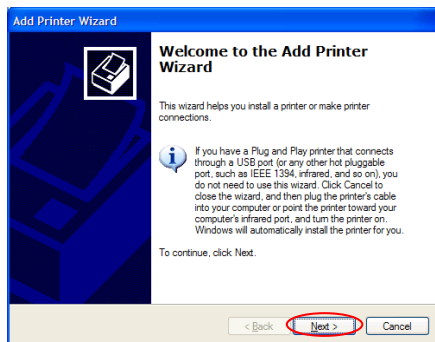 Add Printer Wizard
Welcome to the Add Printer
Wizard
This wizard helps you install a printer or make printer
connections.
If you have a Plug and Play printer that connects
through a USB port (or any other hot pluggable
port, such as IEEE 1394, infrared, and so on), you
do not need to use this wizard. Click Cancel to
close the wizard, and then plug the printer's cable
into your computer or point the printer toward your
computer's infrared port, and turn the printer on.
Windows will automatically install the printer for you.
To continue, click Next.
< Back Next > Cancel